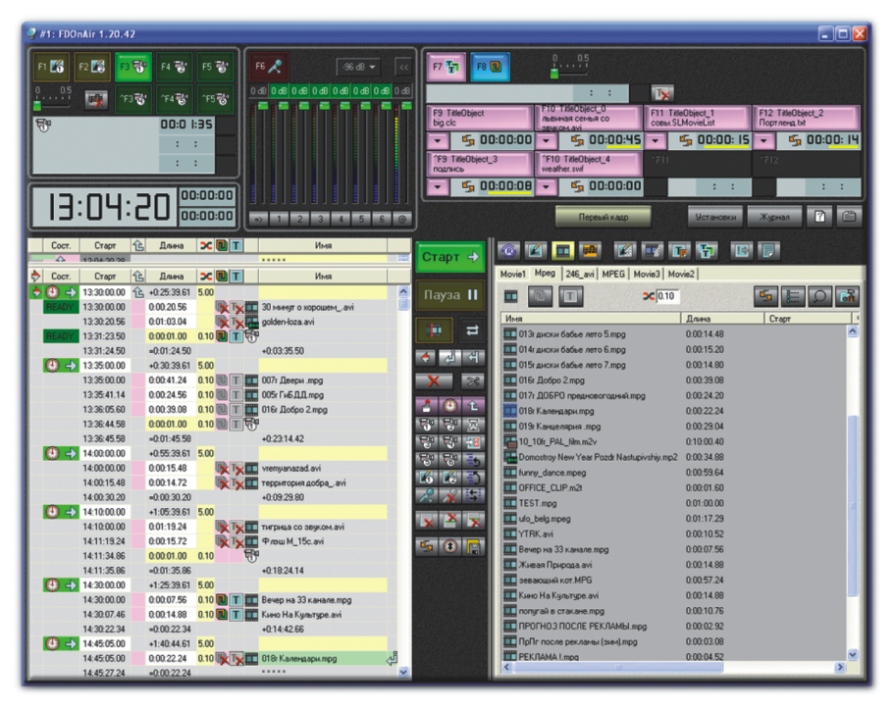 #1: FDOnAir 1.20.42
F1 F2 F3 F4 F5
^F3 ^F4 ^F5
0 0.5
00:0 1:35
: :
: :
13:04:20
00:00:00
00:00:00
F6 -96 dB <<
0 dB 0 dB 0 dB 0 dB 0 dB 0 dB 0 dB 0 dB
1 2 3 4 5 6
F7 F8 0 0.5
: :
F9 TitleObject
big.clc
00:00:00
F10 TitleObject_0
львиная семья со звуком.avi
00:00:45
F11 TitleObject_1
совы.SLMovieList
00:00:15
F12 TitleObject_2
Портленд.txt
00:00:14
^F9 TitleObject_3
подпись
00:00:08
^F10 TitleObject_4
weather.swf
00:00:00
^F11
: :
^F12
: :
Первый кадр Установки Журнал
Сост. Старт Длина T Имя
13:04:20.28 *****
Сост. Старт Длина T Имя
13:30:00.00 +0:25:39.61 5.00
READY 13:30:00.00 0:00:20.56 30 минут о хорошем_.avi
13:30:20.56 0:01:03.04 golden-loza.avi
READY 13:31:23.50 0:00:01.00 0.10 T
13:31:24.50 =0:01:24.50 +0:03:35.50
13:35:00.00 +0:30:39.61 5.00
13:35:00.00 0:00:41.24 0.10 T 007г Двери .mpg
13:35:41.14 0:00:24.56 0.10 T 005г ГиБДД.mpg
13:36:05.60 0:00:39.08 0.10 T 016г Добро 2.mpg
13:36:44.58 0:00:01.00 0.10 T
13:36:45.58 =0:01:45.58 +0:23:14.42
14:00:00.00 +0:55:39.61 5.00
14:00:00.00 0:00:15.48 vremyanazad.avi
14:00:15.48 0:00:14.72 территория добра_.avi
14:00:30.20 =0:00:30.20 +0:09:29.80
14:10:00.00 +1:05:39.61 5.00
14:10:00.00 0:01:19.24 тигрица со звуком.avi
14:11:19.24 0:00:15.72 Флош М_15с.avi
14:11:34.86 0:00:01.00 0.10
14:11:35.86 =0:01:35.86 +0:18:24.14
14:30:00.00 +1:25:39.61 5.00
14:30:00.00 0:00:07.56 0.10 T Вечер на 33 канале.mpg
14:30:07.46 0:00:14.88 0.10 T Кино На Культуре.avi
14:30:22.34 =0:00:22.34 +0:14:42.66
14:45:05.00 +1:40:44.61 5.00
14:45:05.00 0:00:22.24 0.10 018г Календари.mpg
14:45:27.24 =0:00:22.24 *****
Старт
Пауза
Movie1 Mpeg 246_avi MPEG Movie3 Movie2
T 0.10
Имя Длина Старт
013г диски бабье лето 5.mpg 0:00:14.48
014г диски бабье лето 6.mpg 0:00:15.20
015г диски бабье лето 7.mpg 0:00:14.80
016г Добро 2.mpg 0:00:39.08
017г ДОБРО предновогодний.mpg 0:00:24.20
018г Календари.mpg 0:00:22.24
019г Канцелярия .mpg 0:00:29.04
10_10lr_PAL_film.m2v 0:10:00.40
Domostroy New Year Pozdr Nastupivshiy.mp2 0:00:34.88
funny_dance.mpeg 0:00:59.64
OFFICE_CLIP.m2t 0:00:01.60
TEST.mpg 0:01:00.00
ufo_belg.mpeg 0:01:17.29
YTRK.avi 0:00:10.52
Вечер на 33 канале.mpg 0:00:07.56
Живая Природа.avi 0:00:14.88
зевающий кот.MPG 0:00:57.24
Кино На Культуре.avi 0:00:14.88
попугай в стакане.mpg 0:00:10.76
ПРОГНОЗ ПОСЛЕ РЕКЛАМЫ.mpg 0:00:02.92
ПрПг после рекламы (зим).mpg 0:00:03.08
РЕКЛАМА !.mpg 0:00:04.52